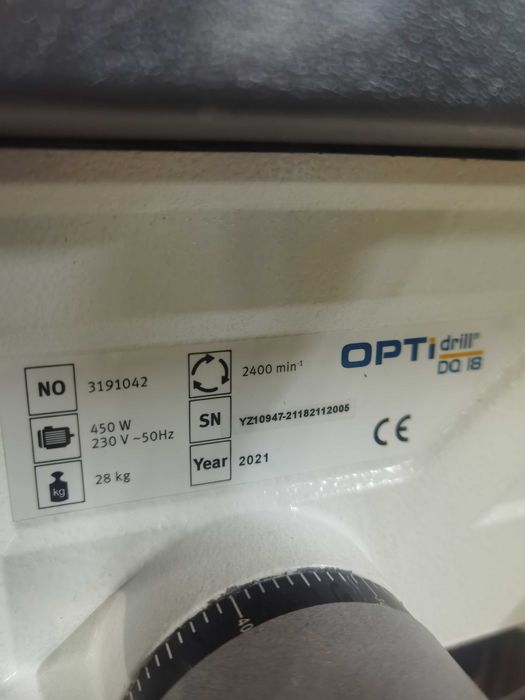 OPTi drill®
DQ 18
NO 3191042
2400 min⁻¹
450 W
230 V ~50Hz
SN YZ10947-21182112005
CE
kg 28 kg
Year 2021
40